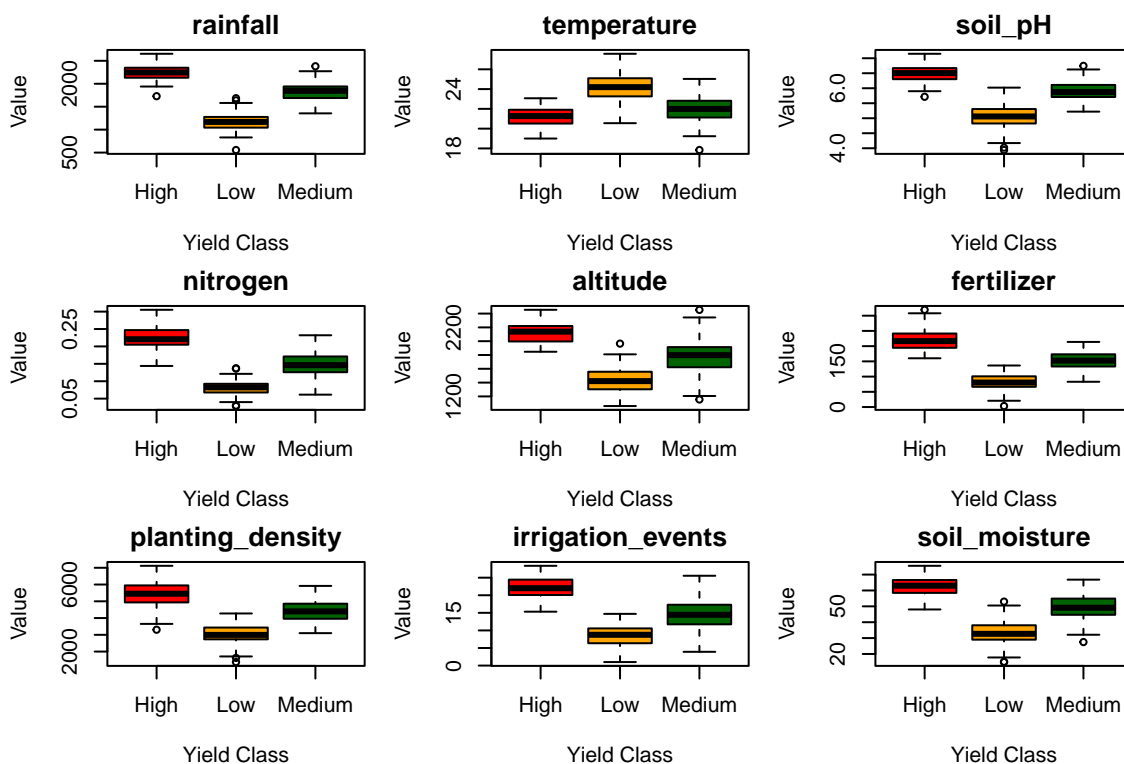 rainfall
Value
500
2000
High Low Medium
Yield Class
temperature
Value
18
24
High Low Medium
Yield Class
soil_pH
Value
4.0
6.0
High Low Medium
Yield Class
nitrogen
Value
0.05
0.25
High Low Medium
Yield Class
altitude
Value
1200
2200
High Low Medium
Yield Class
fertilizer
Value
0
150
High Low Medium
Yield Class
planting_density
Value
2000
6000
High Low Medium
Yield Class
irrigation_events
Value
0
15
High Low Medium
Yield Class
soil_moisture
Value
20
50
High Low Medium
Yield Class